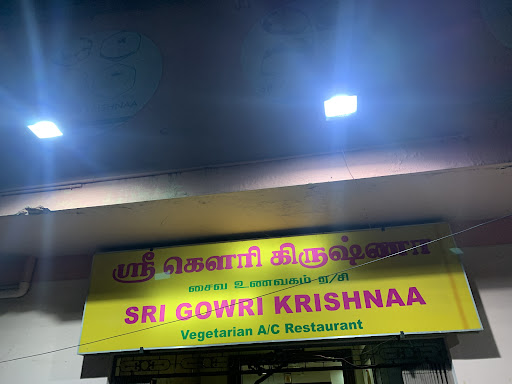 ஸ்ரீ கௌரி கிருஷ்ணா
சைவ உணவகம் ஏ/சி
SRI GOWRI KRISHNAA
Vegetarian A/C Restaurant